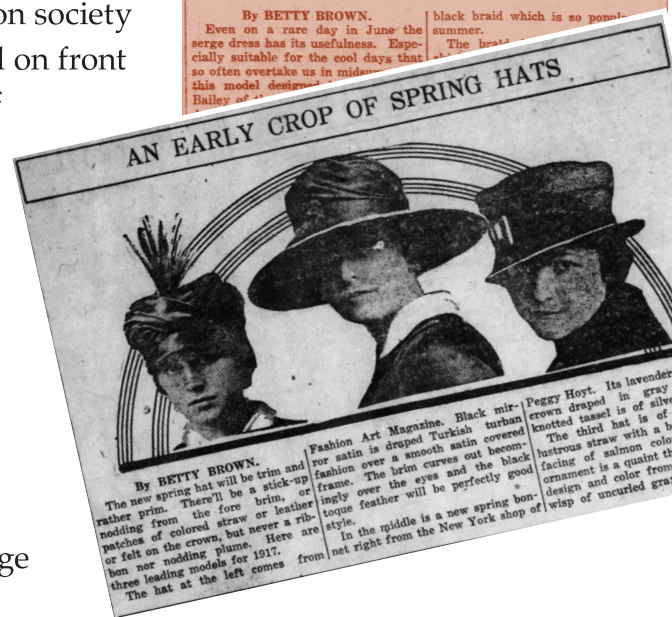 on society
on front
ge
By BETTY BROWN.
Even on a rare day in June the
serge dress has its usefulness. Espe-
cially suitable for the cool days that
so often overtake us in
this model designed
Bailey of
black braid which is so
summer.
The
AN EARLY CROP OF SPRING HATS
By BETTY BROWN.
The new spring hat will be trim and
rather prim. There'll be a stick-up
nodding from the fore brim, or
patches of colored straw or leather
or felt on the crown, but never a rib-
bon nor nodding plume. Here are
three leading models for 1917.
The hat at the left comes from
Fashion Art Magazine. Black mir-
ror satin is draped Turkish turban
fashion over a smooth satin covered
frame. The brim curves out becom-
ingly over the eyes and the black
toque feather will be perfectly good
style.
In the middle is a new spring bon-
net right from the New York shop of
Peggy Hoyt. Its lavender
crown draped in gray
knotted tassel is of
The third hat is of
lustrous straw with a
facing of salmon
ornament is a quaint
design and color from
wisp of uncurled